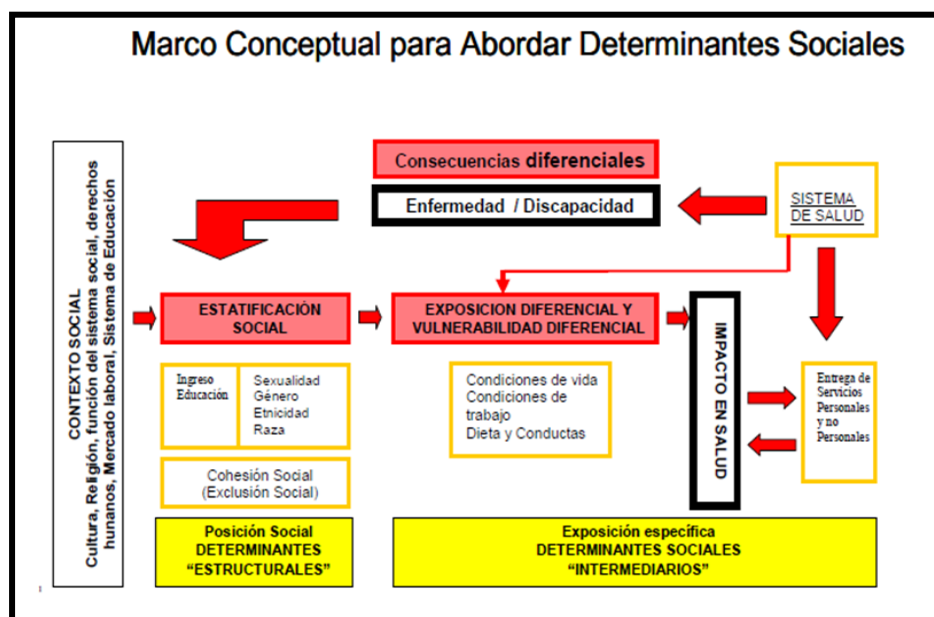 Marco Conceptual para Abordar Determinantes Sociales
CONTEXTO SOCIAL
Cultura, Religión, función del sistema social, derechos
humanos, Mercado laboral, Sistema de Educación
Consecuencias diferenciales
Enfermedad / Discapacidad
SISTEMA
DE SALUD
ESTATIFICACIÓN
SOCIAL
EXPOSICION DIFERENCIAL Y
VULNERABILIDAD DIFERENCIAL
IMPACTO EN SALUD
Ingreso
Educación
Sexualidad
Género
Etnicidad
Raza
Condiciones de vida
Condiciones de
trabajo
Dieta y Conductas
Entrega de
Servicios
Personales
y no
Personales
Cohesión Social
(Exclusión Social)
Posición Social
DETERMINANTES
“ESTRUCTURALES”
Exposición específica
DETERMINANTES SOCIALES
“INTERMEDIARIOS”